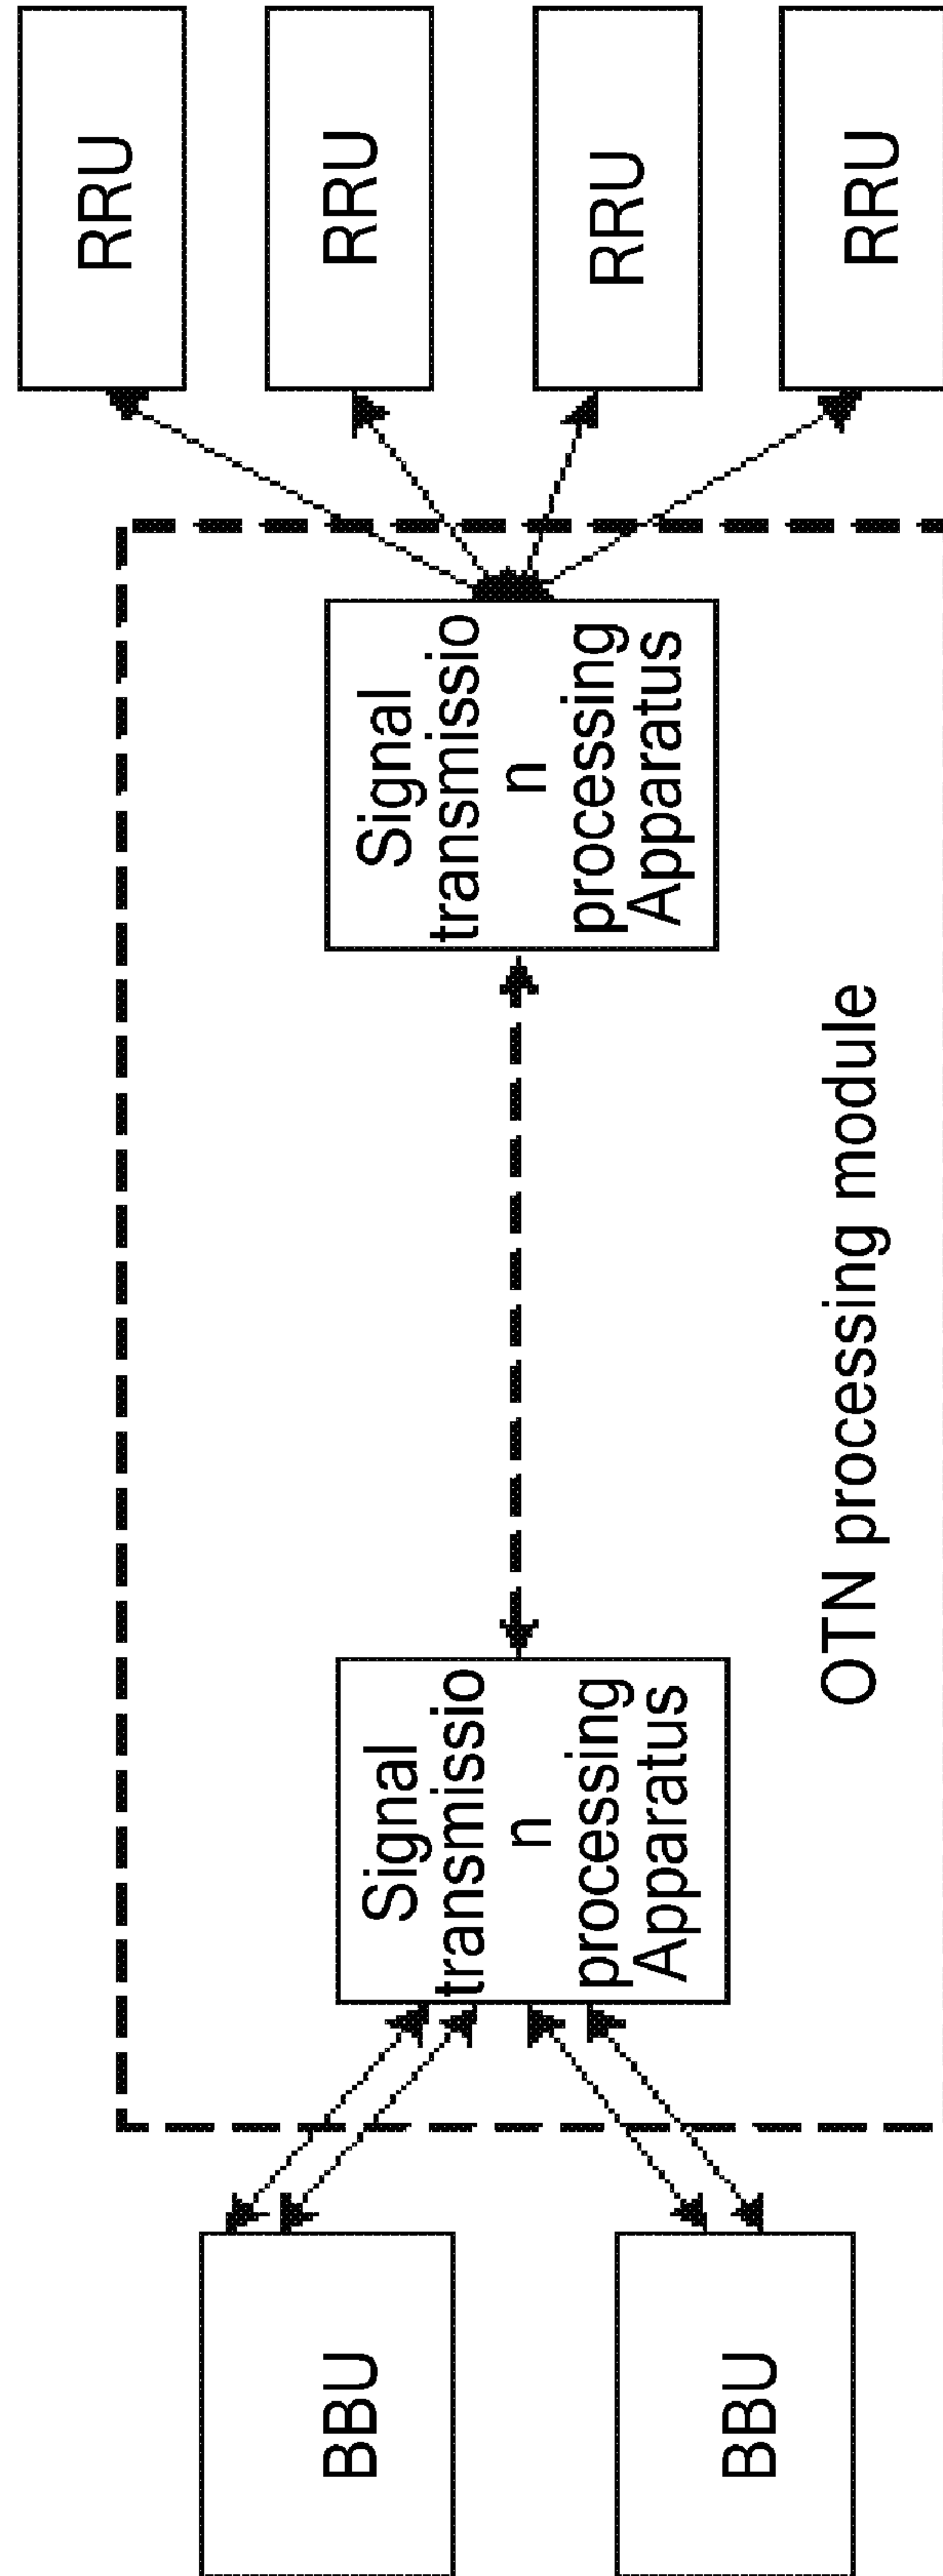 RRU
RRU
RRU
RRU
Signal
transmissio
n
processing
Apparatus
OTN processing module
Signal
transmissio
n
processing
Apparatus
BBU
BBU